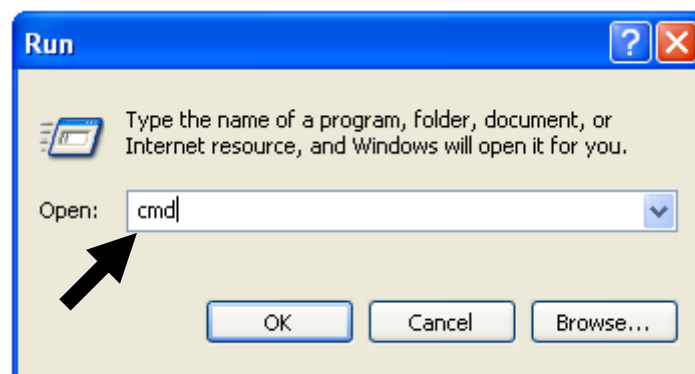 Run
Type the name of a program, folder, document, or
Internet resource, and Windows will open it for you.
Open: cmd
OK Cancel Browse...